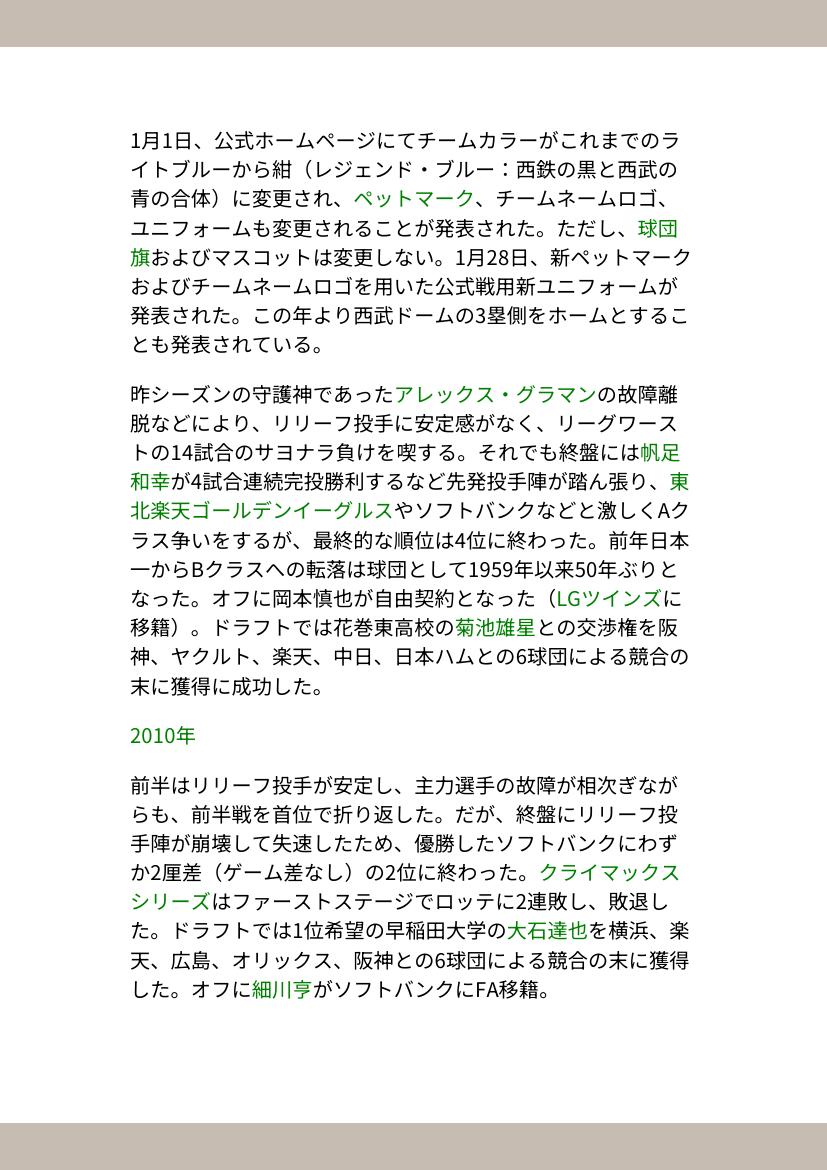 1月1日、公式ホームページにてチームカラーがこれまでのラ
イトブルーから紺（レジェンド・ブルー：西鉄の黒と西武の
青の合体）に変更され、ペットマーク、チームネームロゴ、
ユニフォームも変更されることが発表された。ただし、球団
旗およびマスコットは変更しない。1月28日、新ペットマーク
およびチームネームロゴを用いた公式戦用新ユニフォームが
発表された。この年より西武ドームの3塁側をホームとするこ
とも発表されている。
昨シーズンの守護神であったアレックス・グラマンの故障離
脱などにより、リリーフ投手に安定感がなく、リーグワース
トの14試合のサヨナラ負けを喫する。それでも終盤には帆足
和幸が4試合連続完投勝利するなど先発投手陣が踏ん張り、東
北楽天ゴールデンイーグルスやソフトバンクなどと激しくAク
ラス争いをするが、最終的な順位は4位に終わった。前年日本
一からBクラスへの転落は球団として1959年以来50年ぶりと
なった。オフに岡本慎也が自由契約となった（LGツインズに
移籍）。ドラフトでは花巻東高校の菊池雄星との交渉権を阪
神、ヤクルト、楽天、中日、日本ハムとの6球団による競合の
末に獲得に成功した。
2010年
前半はリリーフ投手が安定し、主力選手の故障が相次ぎなが
らも、前半戦を首位で折り返した。だが、終盤にリリーフ投
手陣が崩壊して失速したため、優勝したソフトバンクにわず
か2厘差（ゲーム差なし）の2位に終わった。クライマックス
シリーズはファーストステージでロッテに2連敗し、敗退し
た。ドラフトでは1位希望の早稲田大学の大石達也を横浜、楽
天、広島、オリックス、阪神との6球団による競合の末に獲得
した。オフに細川亨がソフトバンクにFA移籍。